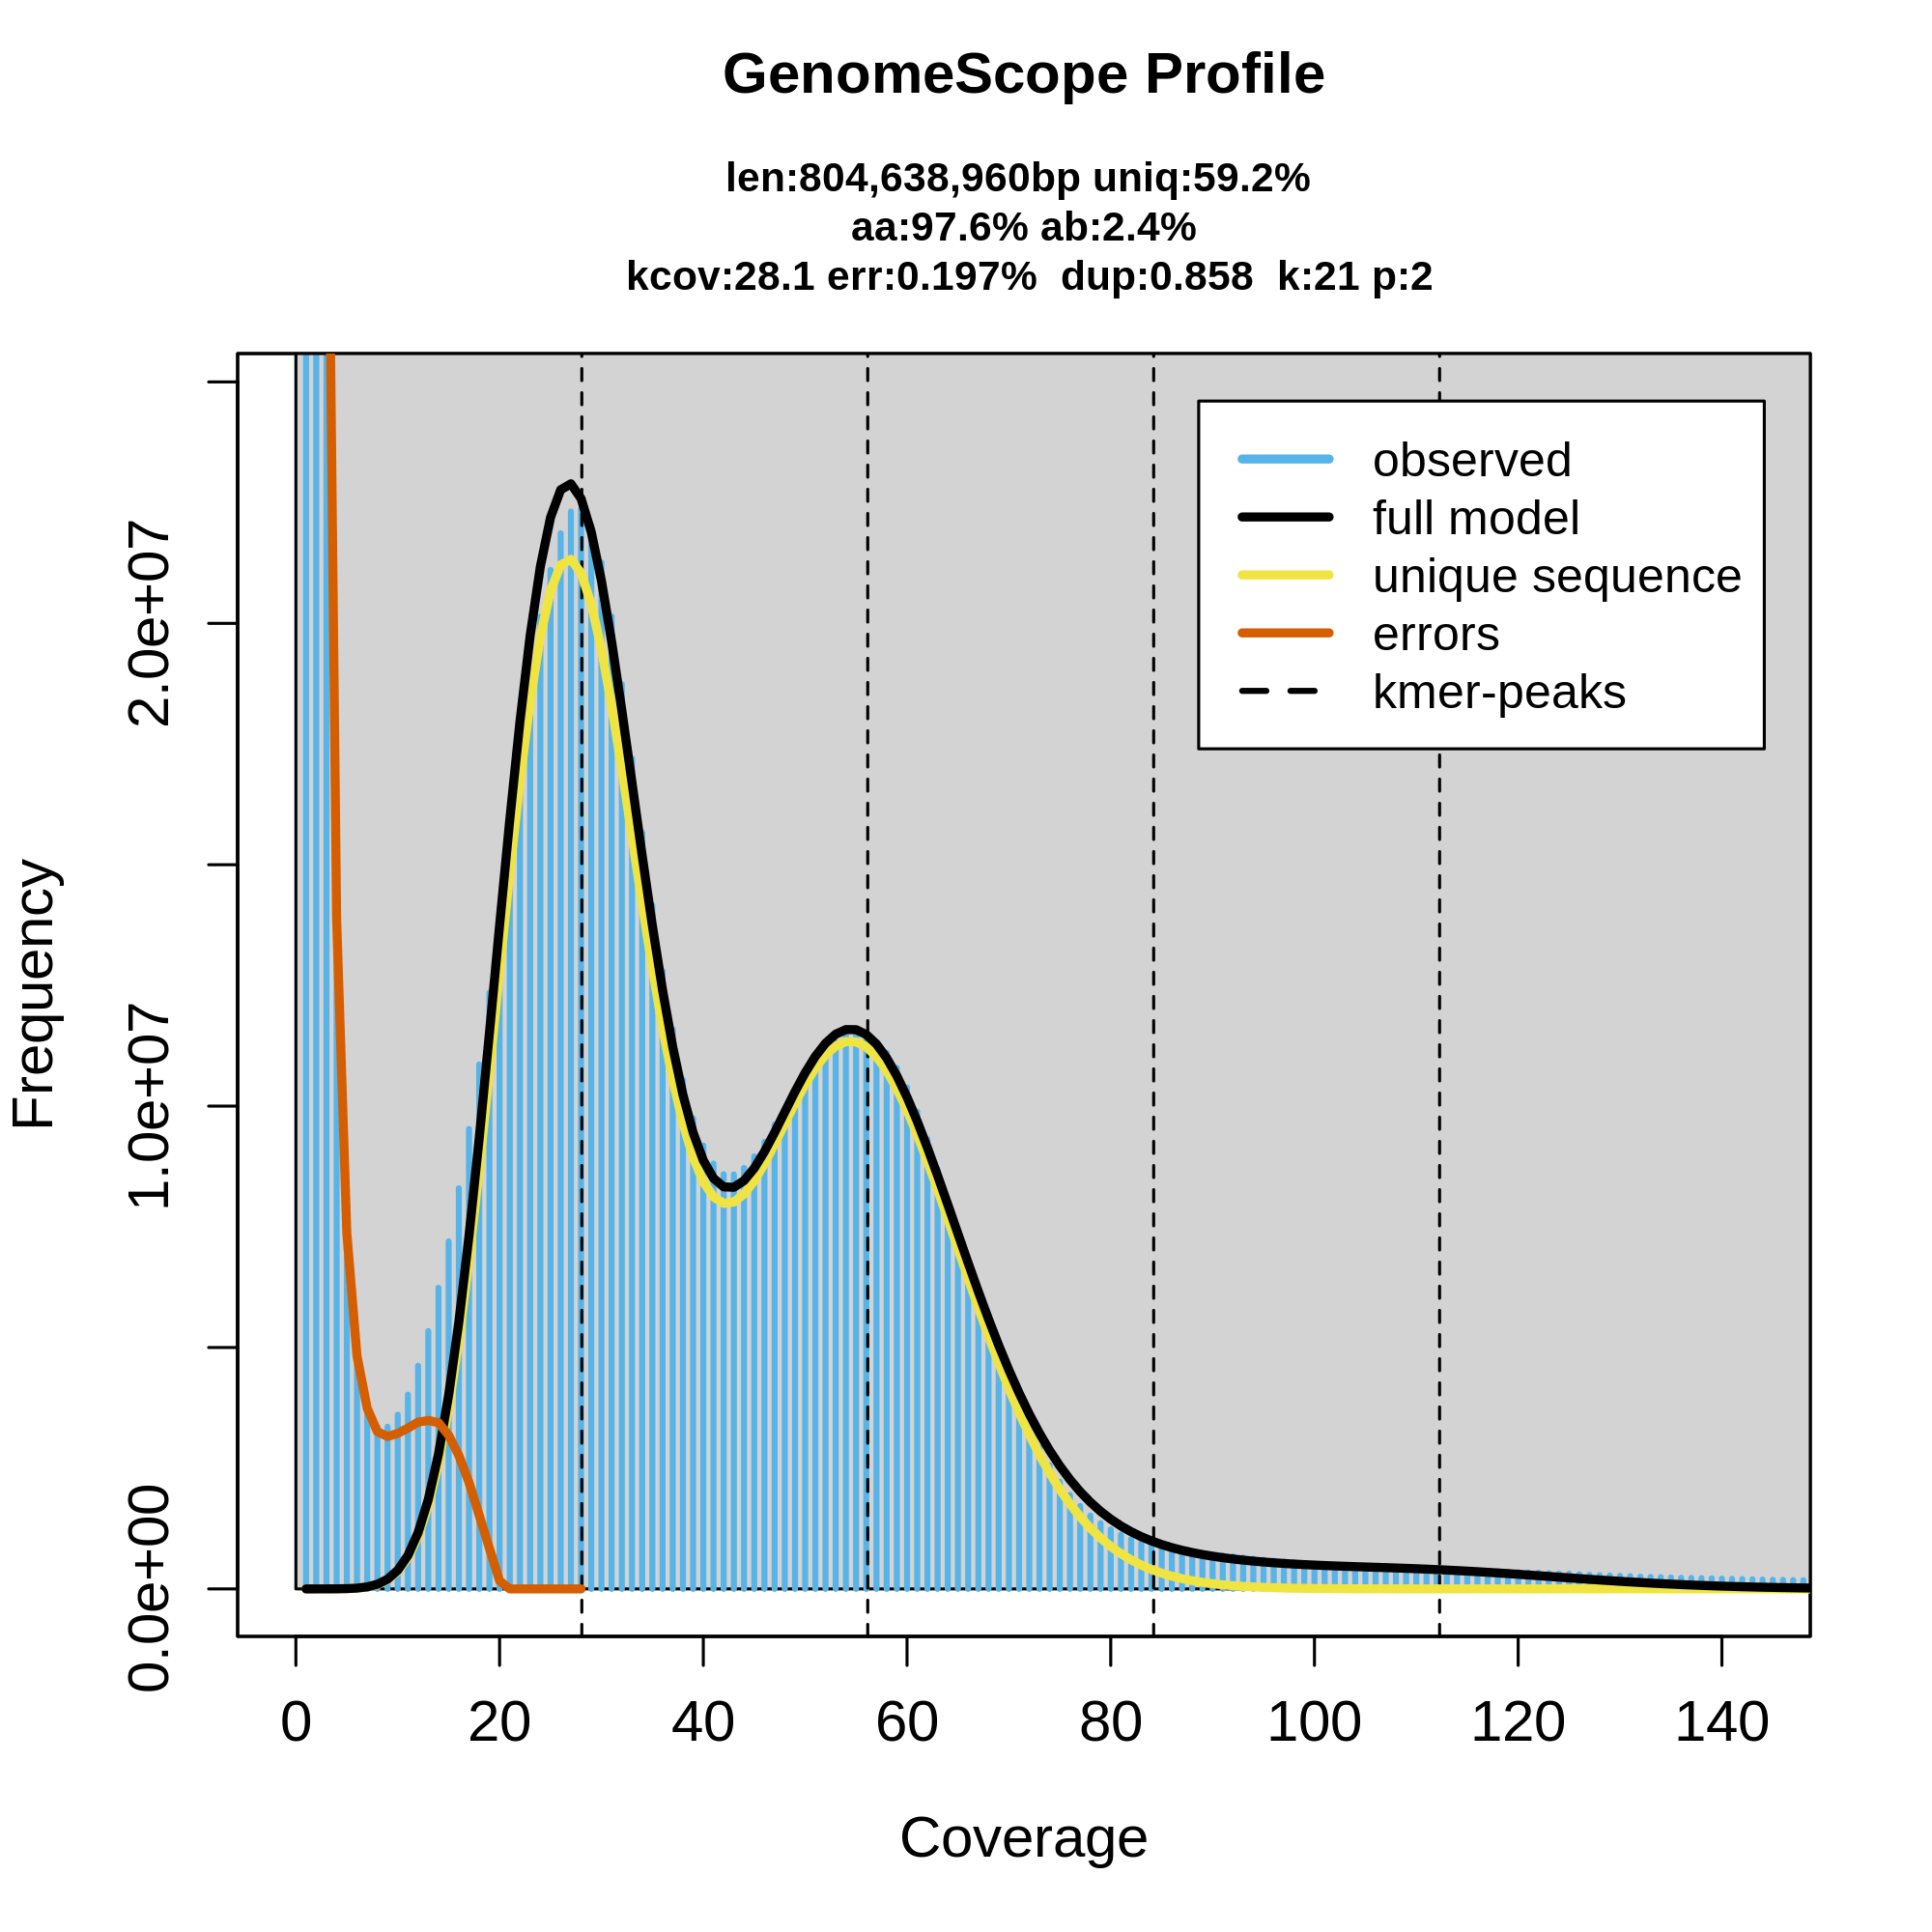 GenomeScope Profile
len:804,638,960bp uniq:59.2%
aa:97.6% ab:2.4%
kcov:28.1 err:0.197%  dup:0.858  k:21 p:2
observed
full model
unique sequence
errors
kmer-peaks
Frequency
2.0e+07
1.0e+07
0.0e+00
0 20 40 60 80 100 120 140
Coverage